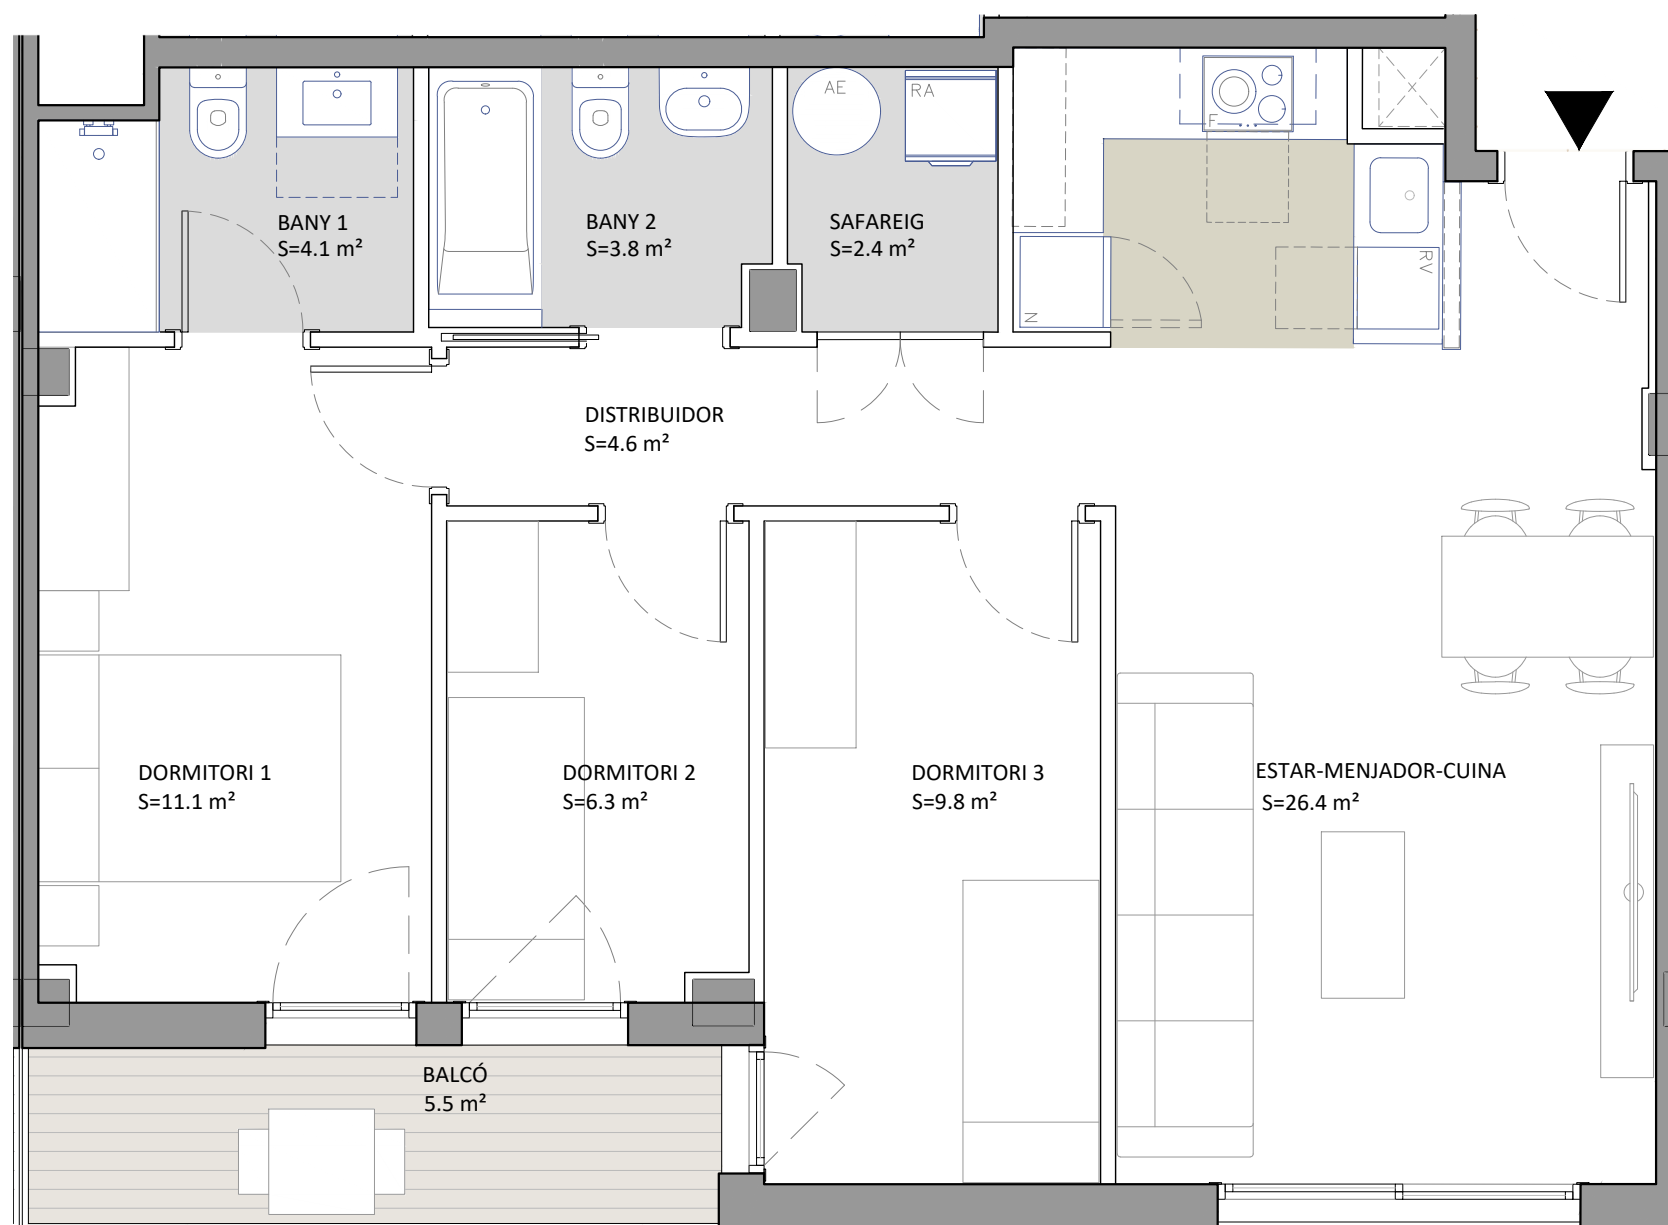 AE
RA
F
BANY 1
S=4.1 m²
BANY 2
S=3.8 m²
SAFAREIG
S=2.4 m²
RV
N
DISTRIBUIDOR
S=4.6 m²
DORMITORI 1
S=11.1 m²
DORMITORI 2
S=6.3 m²
DORMITORI 3
S=9.8 m²
ESTAR-MENJADOR-CUINA
S=26.4 m²
BALCÓ
5.5 m²